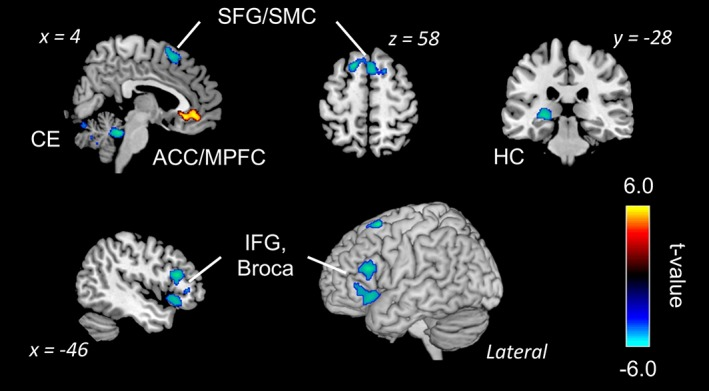 x = 4
SFG/SMC
z = 58
y = -28
CE
ACC/MPFC
HC
6.0
IFG,
Broca
t-value
x = -46
Lateral
-6.0